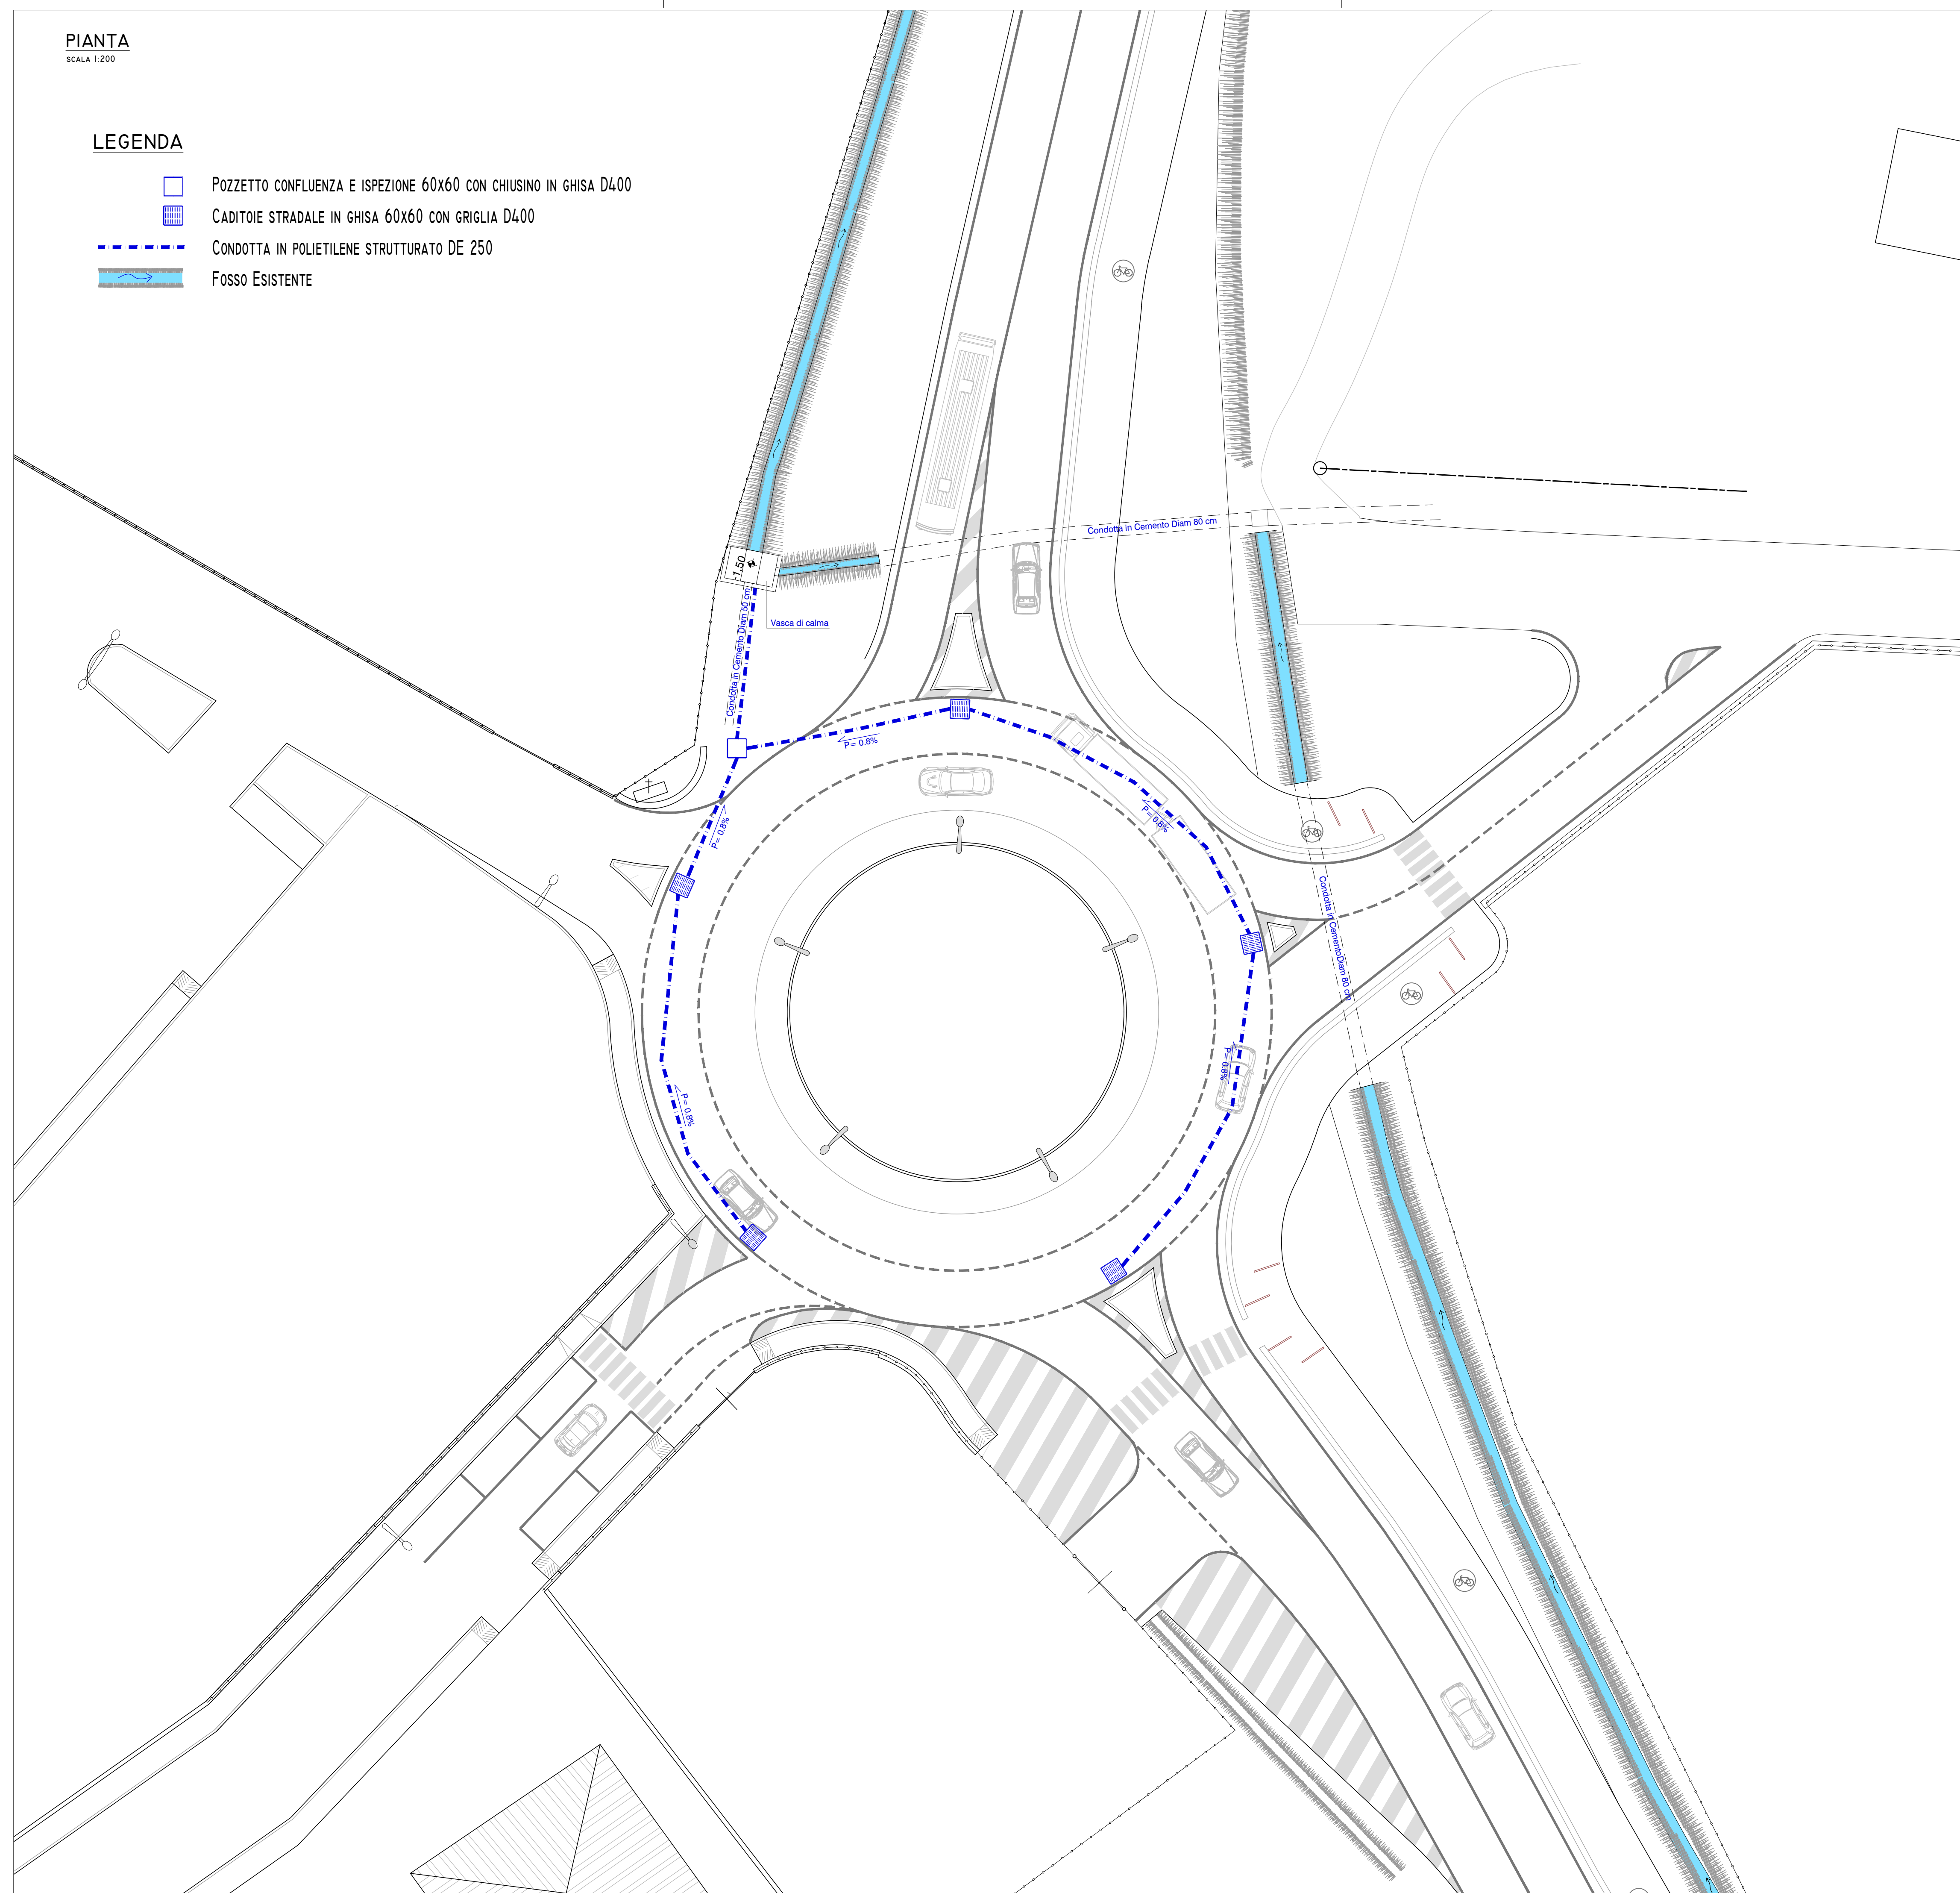 PIANTA
SCALA 1:200
LEGENDA
POZZETTO CONFLUENZA E ISPEZIONE 60X60 CON CHIUSINO IN GHISA D400
CADITOIE STRADALE IN GHISA 60X60 CON GRIGLIA D400
CONDOTTA IN POLIETILENE STRUTTURATO DE 250
FOSSO ESISTENTE
Condotta in Cemento Diam 80 cm
-1.50
Vasca di calma
Condotta in Cemento Diam 50 cm
P= 0.8%
P= 0.8%
P= 0.8%
Condotta in Cemento Diam 80 cm
P= 0.8%
P= 0.8%